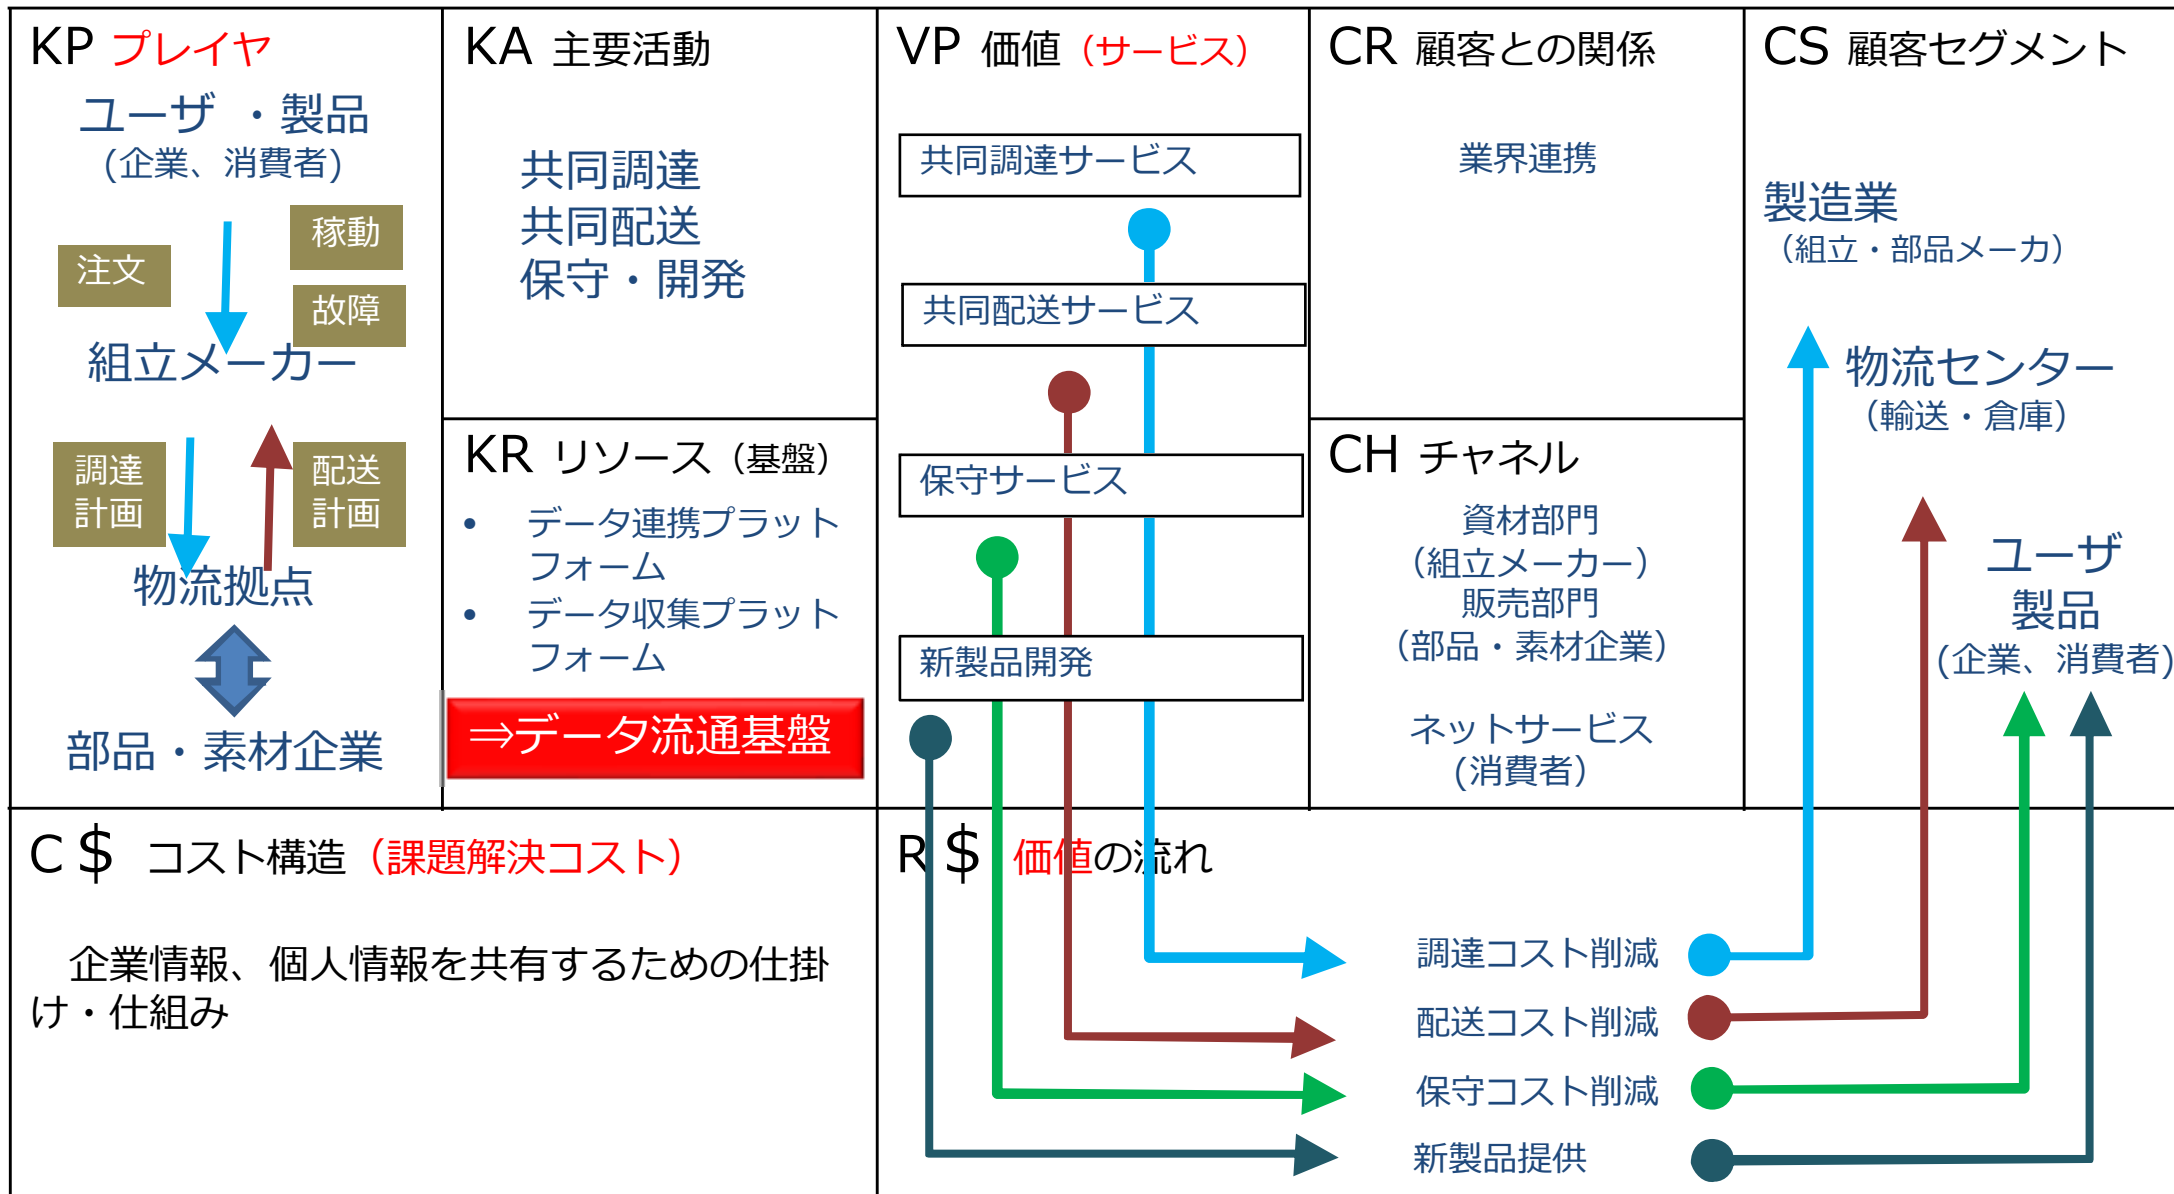 KP プレイヤ
ユーザ ・製品
(企業、消費者)
稼動
注文
故障
組立メーカー
調達
計画
配送
計画
物流拠点
部品・素材企業
KA 主要活動
共同調達
共同配送
保守・開発
KR リソース（基盤）
• データ連携プラット
フォーム
• データ収集プラット
フォーム
⇒データ流通基盤
VP 価値（サービス）
共同調達サービス
共同配送サービス
保守サービス
新製品開発
CR 顧客との関係
業界連携
CH チャネル
資材部門
（組立メーカー）
販売部門
（部品・素材企業）
ネットサービス
(消費者）
CS 顧客セグメント
製造業
（組立・部品メーカ）
物流センター
（輸送・倉庫）
ユーザ
製品
(企業、消費者)
C＄ コスト構造（課題解決コスト）
企業情報、個人情報を共有するための仕掛
け・仕組み
R＄ 価値の流れ
調達コスト削減
配送コスト削減
保守コスト削減
新製品提供